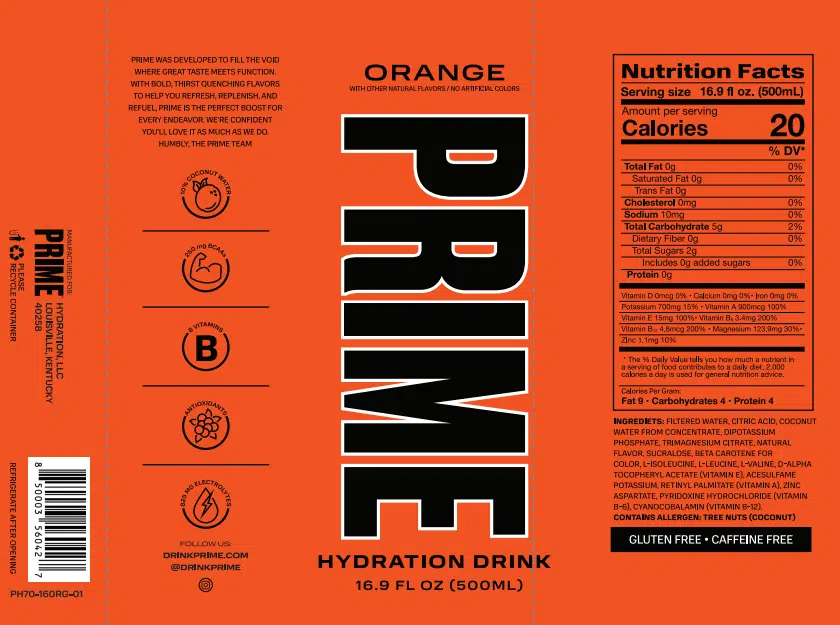 MANUFACTURED FOR:
PRIME
HYDRATION, LLC
LOUISVILLE, KENTUCKY
40258
PLEASE
RECYCLE CONTAINER
REFRIGERATE AFTER OPENING
8 50003 56042 7
PH70-160RG-01
PRIME WAS DEVELOPED TO FILL THE VOID
WHERE GREAT TASTE MEETS FUNCTION.
WITH BOLD, THIRST QUENCHING FLAVORS
TO HELP YOU REFRESH, REPLENISH, AND
REFUEL, PRIME IS THE PERFECT BOOST FOR
EVERY ENDEAVOR. WE'RE CONFIDENT
YOU'LL LOVE IT AS MUCH AS WE DO.
HUMBLY, THE PRIME TEAM
10% COCONUT WATER
250 mg BCAAs
B VITAMINS
B
ANTIOXIDANTS
825 MG ELECTROLYTES
FOLLOW US:
DRINKPRIME.COM
@DRINKPRIME
ORANGE
WITH OTHER NATURAL FLAVORS / NO ARTIFICIAL COLORS
PRIME
HYDRATION DRINK
16.9 FL OZ (500ML)
Nutrition Facts
Serving size 16.9 fl oz. (500mL)
Amount per serving
Calories 20
% DV*
Total Fat 0g 0%
Saturated Fat 0g 0%
Trans Fat 0g
Cholesterol 0mg 0%
Sodium 10mg 0%
Total Carbohydrate 5g 2%
Dietary Fiber 0g 0%
Total Sugars 2g
Includes 0g added sugars 0%
Protein 0g
Vitamin D 0mcg 0% • Calcium 0mg 0% • Iron 0mg 0%
Potassium 700mg 15% • Vitamin A 900mcg 100%
Vitamin E 15mg 100% • Vitamin B₆ 3.4mg 200%
Vitamin B₁₂ 4.8mcg 200% • Magnesium 123.9mg 30% •
Zinc 1.1mg 10%
* The % Daily Value tells you how much a nutrient in
a serving of food contributes to a daily diet. 2,000
calories a day is used for general nutrition advice.
Calories Per Gram:
Fat 9 • Carbohydrates 4 • Protein 4
INGREDIETS: FILTERED WATER, CITRIC ACID, COCONUT
WATER FROM CONCENTRATE, DIPOTASSIUM
PHOSPHATE, TRIMAGNESIUM CITRATE, NATURAL
FLAVOR, SUCRALOSE, BETA CAROTENE FOR
COLOR, L-ISOLEUCINE, L-LEUCINE, L-VALINE, D-ALPHA
TOCOPHERYL ACETATE (VITAMIN E), ACESULFAME
POTASSIUM, RETINYL PALMITATE (VITAMIN A), ZINC
ASPARTATE, PYRIDOXINE HYDROCHLORIDE (VITAMIN
B-6), CYANOCOBALAMIN (VITAMIN B-12).
CONTAINS ALLERGEN: TREE NUTS (COCONUT)
GLUTEN FREE • CAFFEINE FREE